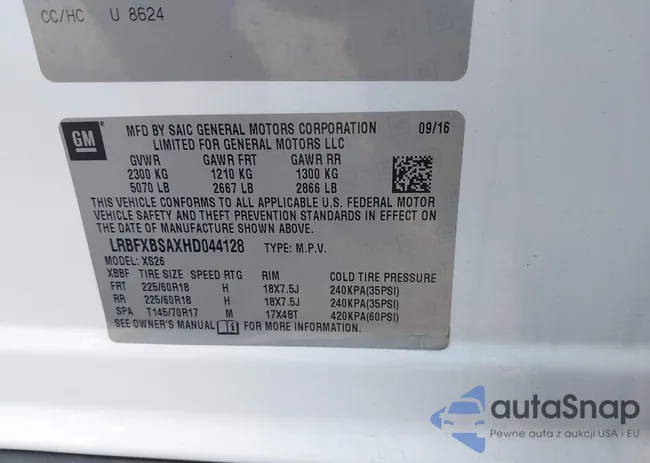 CC/HC U 8624
GM
MFD BY SAIC GENERAL MOTORS CORPORATION 09/16
LIMITED FOR GENERAL MOTORS LLC
GVWR GAWR FRT GAWR RR
2300 KG 1210 KG 1300 KG
5070 LB 2667 LB 2866 LB
THIS VEHICLE CONFORMS TO ALL APPLICABLE U.S. FEDERAL MOTOR
VEHICLE SAFETY AND THEFT PREVENTION STANDARDS IN EFFECT ON
THE DATE OF MANUFACTURE SHOWN ABOVE.
LRBFXBSAXHD044128 TYPE: M.P.V.
MODEL: XS26
XBBF TIRE SIZE SPEED RTG RIM COLD TIRE PRESSURE
FRT 225/60R18 H 18X7.5J 240KPA(35PSI)
RR 225/60R18 H 18X7.5J 240KPA(35PSI)
SPA T145/70R17 M 17X4BT 420KPA(60PSI)
SEE OWNER'S MANUAL FOR MORE INFORMATION.
autaSnap
Pewne auta z aukcji USA i EU